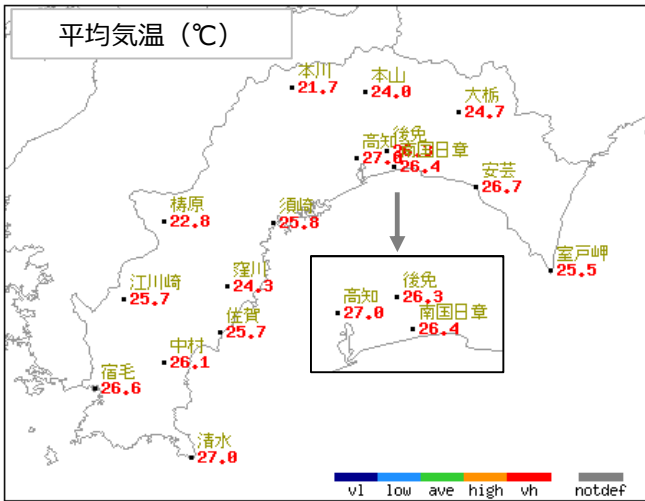 平均気温（℃）
本川
21.7
本山
24.0
大栃
24.7
高知
27.0
後免
26.3
南国日章
26.4
安芸
26.7
梼原
22.8
須崎
25.8
室戸岬
25.5
江川崎
25.7
窪川
24.3
佐賀
25.7
中村
26.1
宿毛
26.6
清水
27.0
後免
26.3
高知
27.0
南国日章
26.4
vl low ave high vh notdef